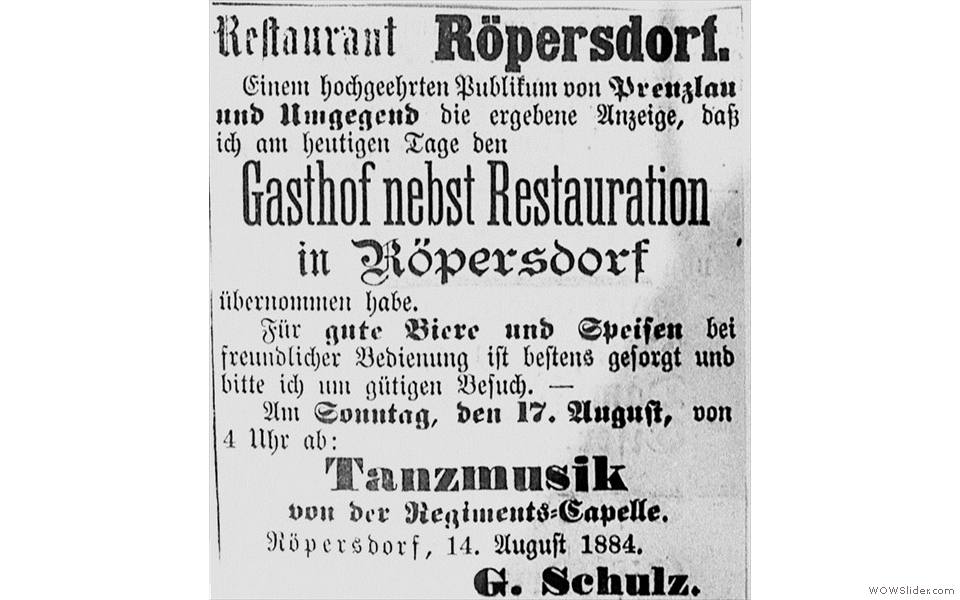 Restaurant Röpersdorf.
Einem hochgeehrten Publikum von Prenzlau
und Umgegend die ergebene Anzeige, daß
ich am heutigen Tage den
Gasthof nebst Restauration
in Röpersdorf
übernommen habe.
Für gute Biere und Speisen bei
freundlicher Bedienung ist bestens gesorgt und
bitte ich um gütigen Besuch. —
Am Sonntag, den 17. August, von
4 Uhr ab:
Tanzmusik
von der Regiments-Capelle.
Röpersdorf, 14. August 1884.
G. Schulz.
WOWSlider.com